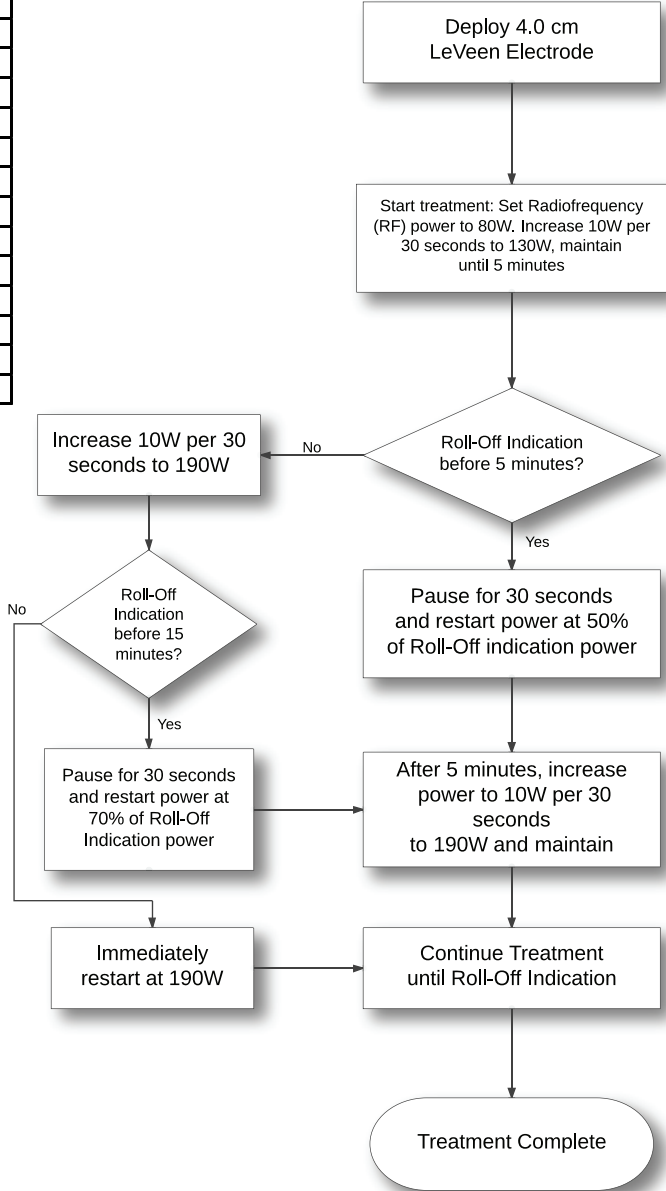 Deploy 4.0 cm
LeVeen Electrode
Start treatment: Set Radiofrequency
(RF) power to 80W. Increase 10W per
30 seconds to 130W, maintain
until 5 minutes
Roll-Off Indication
before 5 minutes?
No
Increase 10W per 30
seconds to 190W
Yes
Roll-Off
Indication
before 15
minutes?
No
Pause for 30 seconds
and restart power at 50%
of Roll-Off indication power
Yes
Pause for 30 seconds
and restart power at
70% of Roll-Off
Indication power
After 5 minutes, increase
power to 10W per 30
seconds
to 190W and maintain
Immediately
restart at 190W
Continue Treatment
until Roll-Off Indication
Treatment Complete